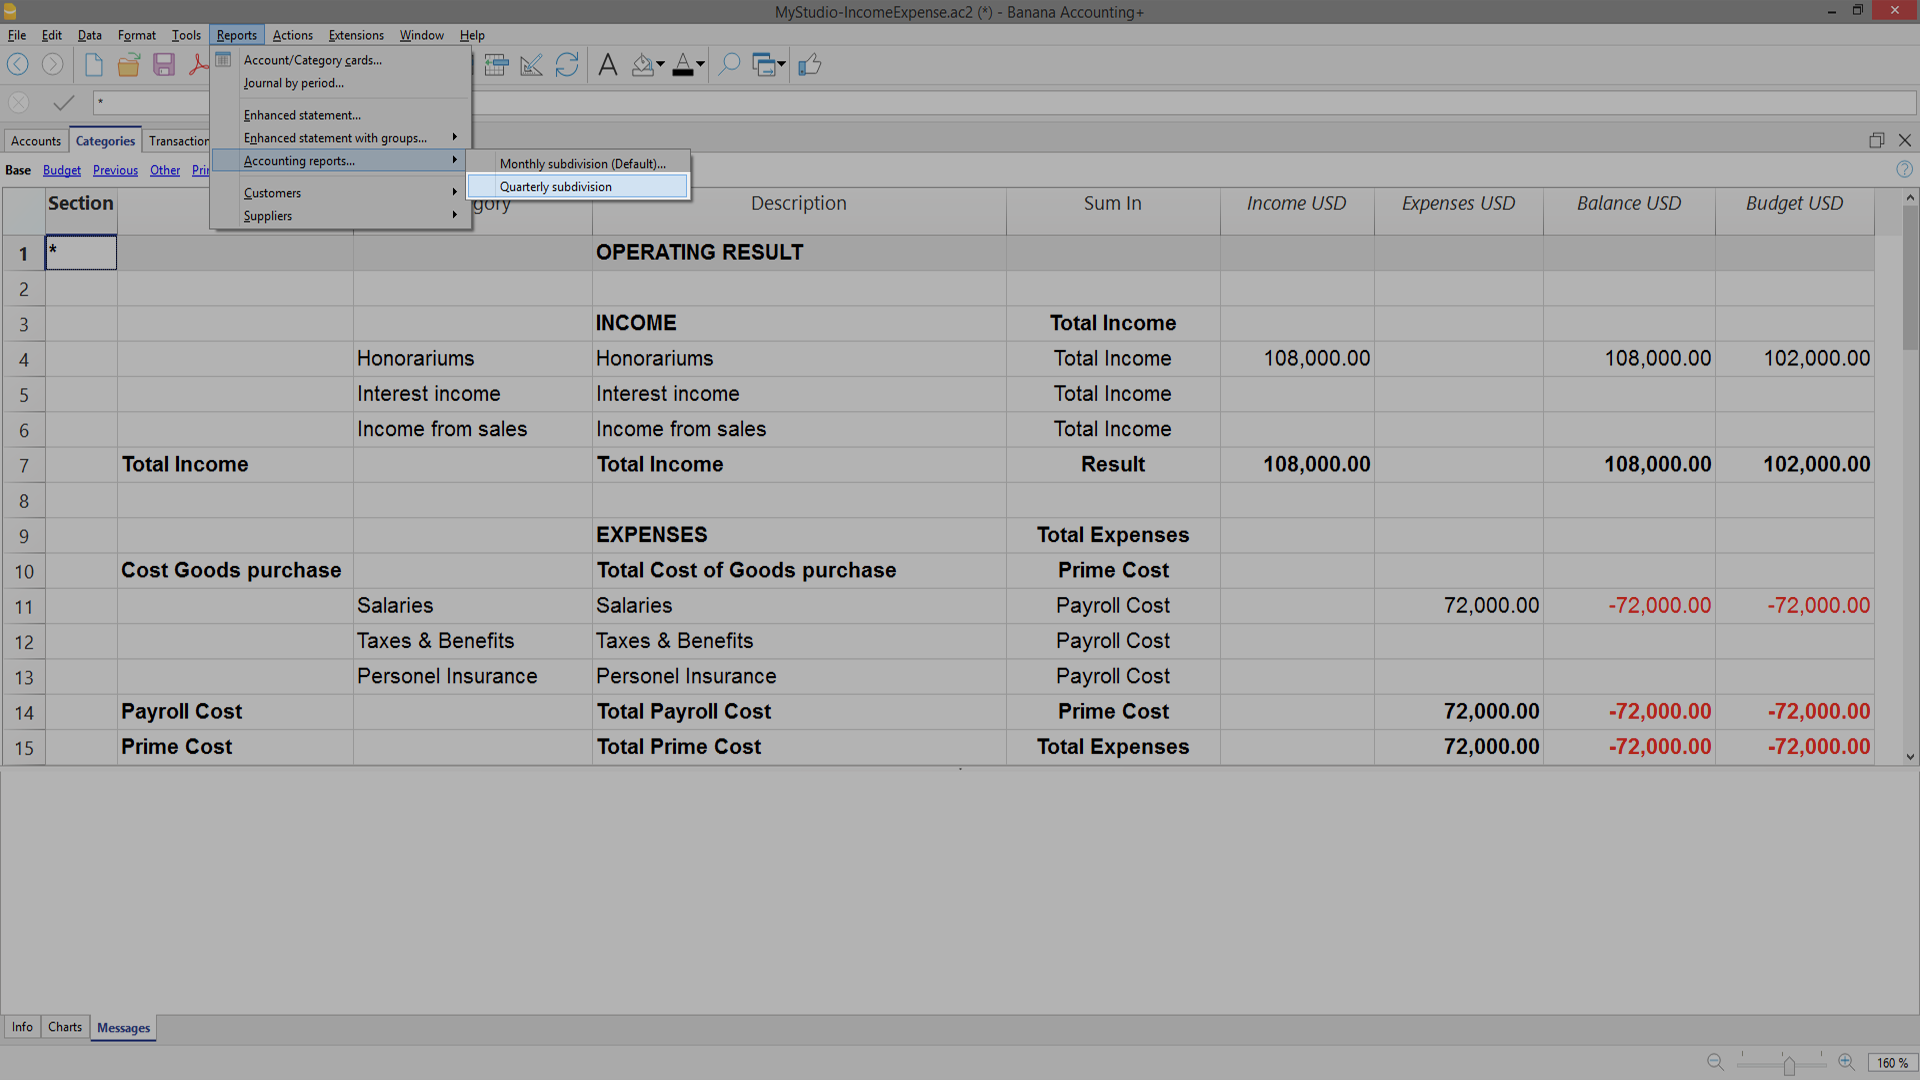 MyStudio-IncomeExpense.ac2 (*) - Banana Accounting+
File Edit Data Format Tools Reports Actions Extensions Window Help
Account/Category cards...
Journal by period...
*
Enhanced statement...
Enhanced statement with groups...
Accounting reports...
Customers
Suppliers
Monthly subdivision (Default)...
Quarterly subdivision
Accounts Categories Transaction
Base Budget Previous Other Pri
Section gory Description Sum In Income USD Expenses USD Balance USD Budget USD
1 * OPERATING RESULT
2
3 INCOME Total Income
4 Honorariums Honorariums Total Income 108,000.00 108,000.00 102,000.00
5 Interest income Interest income Total Income
6 Income from sales Income from sales Total Income
7 Total Income Total Income Result 108,000.00 108,000.00 102,000.00
8
9 EXPENSES Total Expenses
10 Cost Goods purchase Total Cost of Goods purchase Prime Cost
11 Salaries Salaries Payroll Cost 72,000.00 -72,000.00 -72,000.00
12 Taxes & Benefits Taxes & Benefits Payroll Cost
13 Personel Insurance Personel Insurance Payroll Cost
14 Payroll Cost Total Payroll Cost Prime Cost 72,000.00 -72,000.00 -72,000.00
15 Prime Cost Total Prime Cost Total Expenses 72,000.00 -72,000.00 -72,000.00
Info Charts Messages
160 %